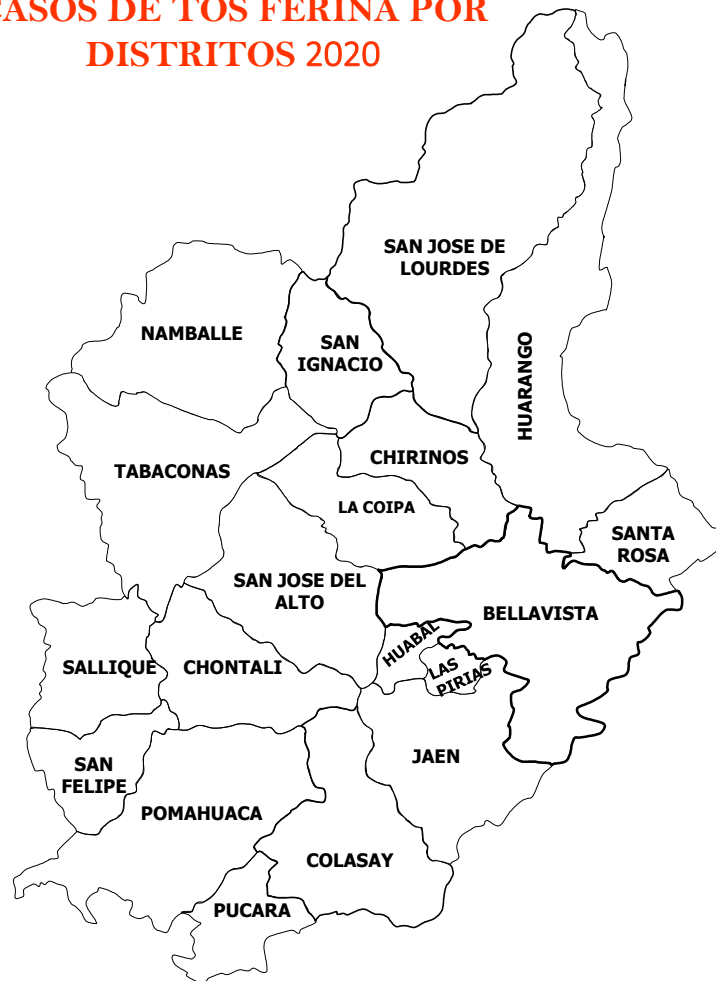 CASOS DE TOS FERINA POR
DISTRITOS 2020
SAN JOSE DE
LOURDES
NAMBALLE
SAN
IGNACIO
HUARANGO
CHIRINOS
TABACONAS
LA COIPA
SANTA
ROSA
SAN JOSE DEL
ALTO
BELLAVISTA
HUABAL
SALLIQUE
CHONTALI
LAS
PIRIAS
JAEN
SAN
FELIPE
POMAHUACA
COLASAY
PUCARA